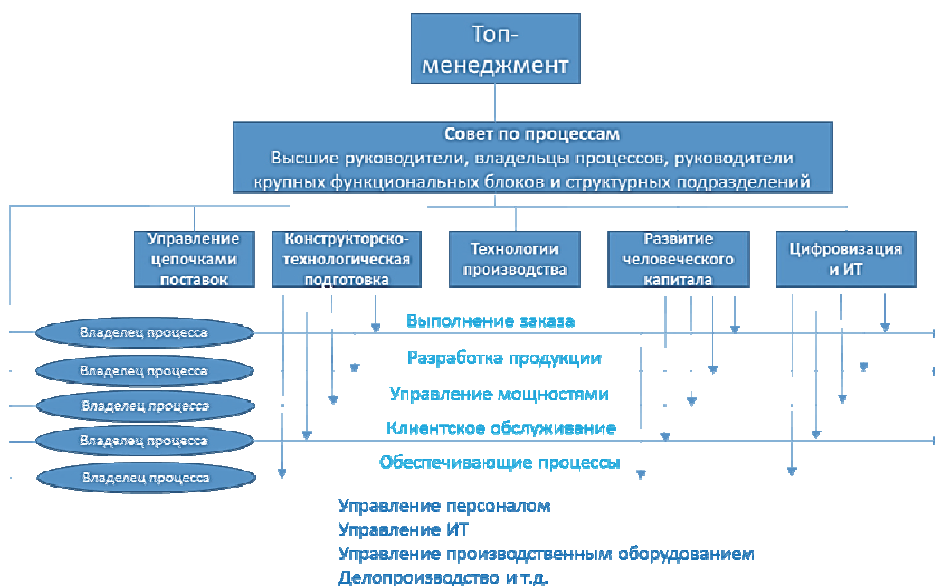 Топ-
менеджмент
Совет по процессам
Высшие руководители, владельцы процессов, руководители
крупных функциональных блоков и структурных подразделений
Управление
цепочками
поставок
Конструкторско-
технологическая
подготовка
Технологии
производства
Развитие
человеческого
капитала
Цифровизация
и ИТ
Владелец процесса
Выполнение заказа
Владелец процесса
Разработка продукции
Владелец процесса
Управление мощностями
Владелец процесса
Клиентское обслуживание
Владелец процесса
Обеспечивающие процессы
Управление персоналом
Управление ИТ
Управление производственным оборудованием
Делопроизводство и т.д.